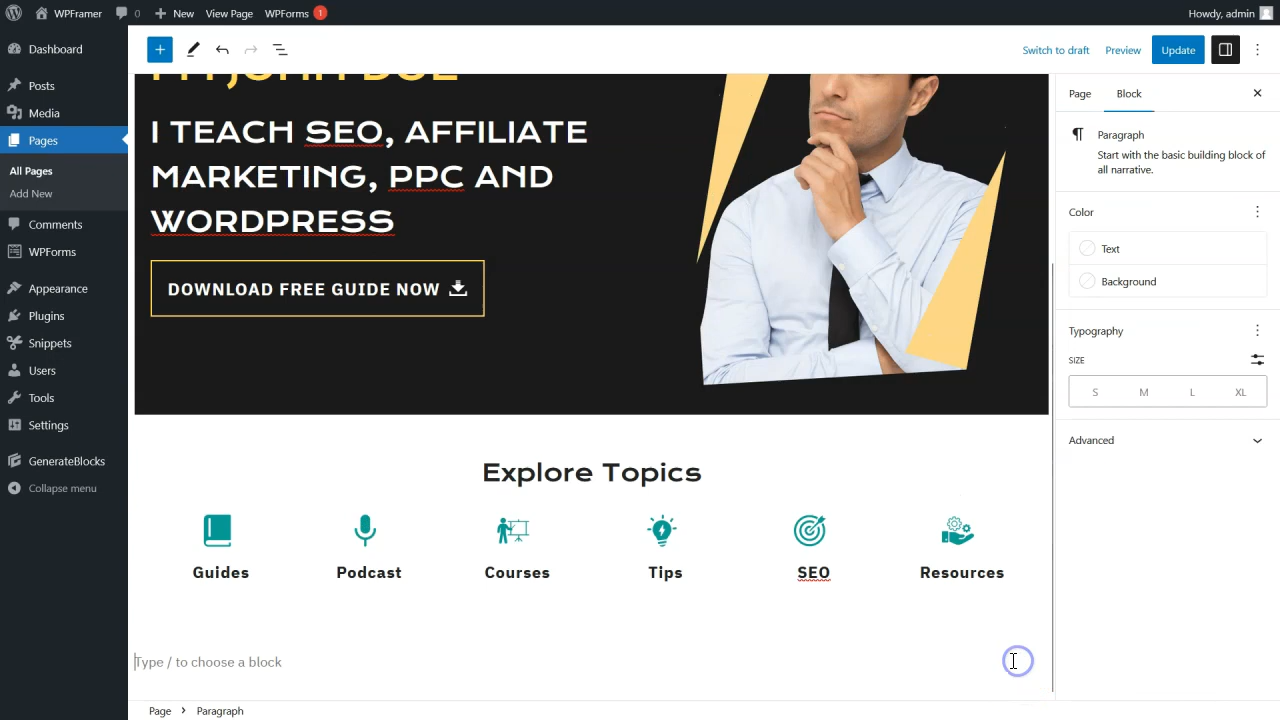 WPFramer 0 New View Page WPForms 1 Howdy, admin
Switch to draft Preview Update
Dashboard
Posts
Media
Pages
All Pages
Add New
Comments
WPForms
Appearance
Plugins
Snippets
Users
Tools
Settings
GenerateBlocks
Collapse menu
I'M JOHN DOE
I TEACH SEO, AFFILIATE
MARKETING, PPC AND
WORDPRESS
DOWNLOAD FREE GUIDE NOW
Explore Topics
Guides Podcast Courses Tips SEO Resources
Type / to choose a block
Page Block
Paragraph
Start with the basic building block of
all narrative.
Color
Text
Background
Typography
SIZE
S M L XL
Advanced
Page Paragraph